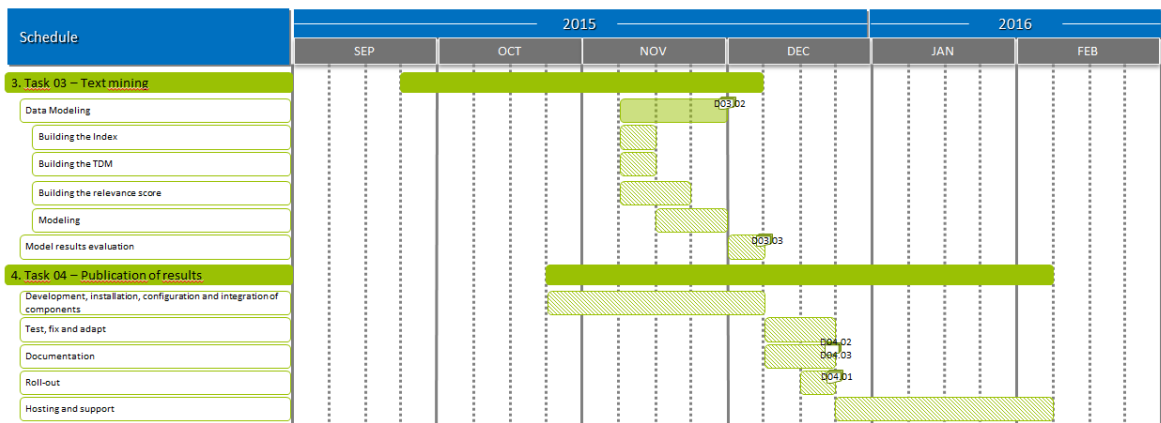 Schedule
2015
2016
SEP
OCT
NOV
DEC
JAN
FEB
3. Task 03 – Text mining
Data Modeling
D03.02
Building the Index
Building the TDM
Building the relevance score
Modeling
Model results evaluation
D03.03
4. Task 04 – Publication of results
Development, installation, configuration and integration of
components
Test, fix and adapt
D04.02
Documentation
D04.03
Roll-out
D04.01
Hosting and support